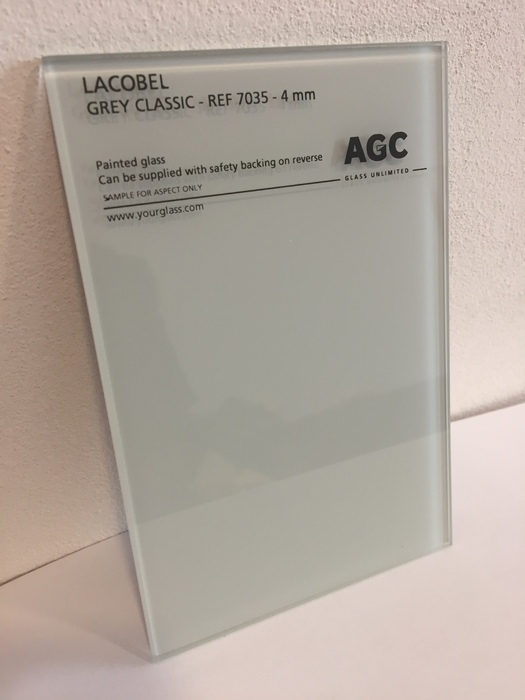 LACOBEL
GREY CLASSIC - REF 7035 - 4 mm
Painted glass
Can be supplied with safety backing on reverse
SAMPLE FOR ASPECT ONLY
www.yourglass.com
AGC
GLASS UNLIMITED